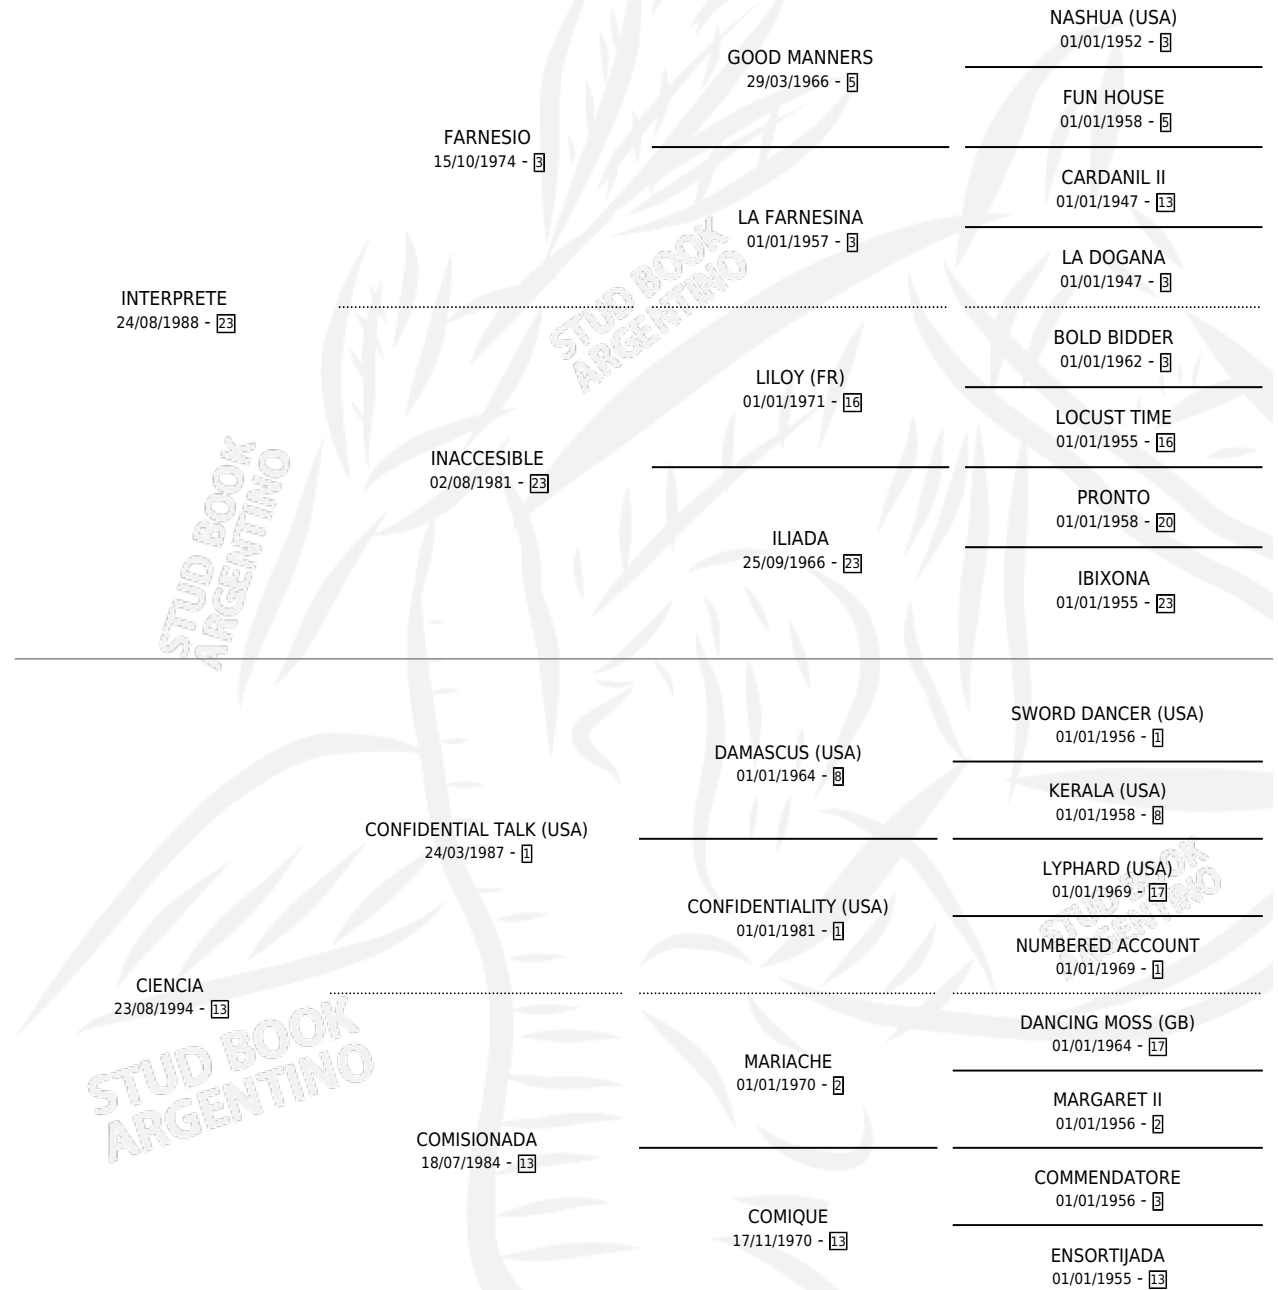 NASHUA (USA)
01/01/1952 - 3
GOOD MANNERS
29/03/1966 - 5
FUN HOUSE
01/01/1958 - 5
FARNESIO
15/10/1974 - 3
CARDANIL II
01/01/1947 - 13
LA FARNESINA
01/01/1957 - 3
LA DOGANA
01/01/1947 - 3
INTERPRETE
24/08/1988 - 23
BOLD BIDDER
01/01/1962 - 3
LILOY (FR)
01/01/1971 - 16
LOCUST TIME
01/01/1955 - 16
INACCESIBLE
02/08/1981 - 23
PRONTO
01/01/1958 - 20
ILIADA
25/09/1966 - 23
IBIXONA
01/01/1955 - 23
SWORD DANCER (USA)
01/01/1956 - 1
DAMASCUS (USA)
01/01/1964 - 8
KERALA (USA)
01/01/1958 - 8
CONFIDENTIAL TALK (USA)
24/03/1987 - 1
LYPHARD (USA)
01/01/1969 - 17
CONFIDENTIALITY (USA)
01/01/1981 - 1
NUMBERED ACCOUNT
01/01/1969 - 1
CIENCIA
23/08/1994 - 13
DANCING MOSS (GB)
01/01/1964 - 17
MARIACHE
01/01/1970 - 2
MARGARET II
01/01/1956 - 2
COMISIONADA
18/07/1984 - 13
COMMENDATORE
01/01/1956 - 3
COMIQUE
17/11/1970 - 13
ENSORTIJADA
01/01/1955 - 13
STUD BOOK
ARGENTINO
STUD BOOK
ARGENTINO
STUD BOOK
ARGENTINO
STUD BOOK
ARGENTINO